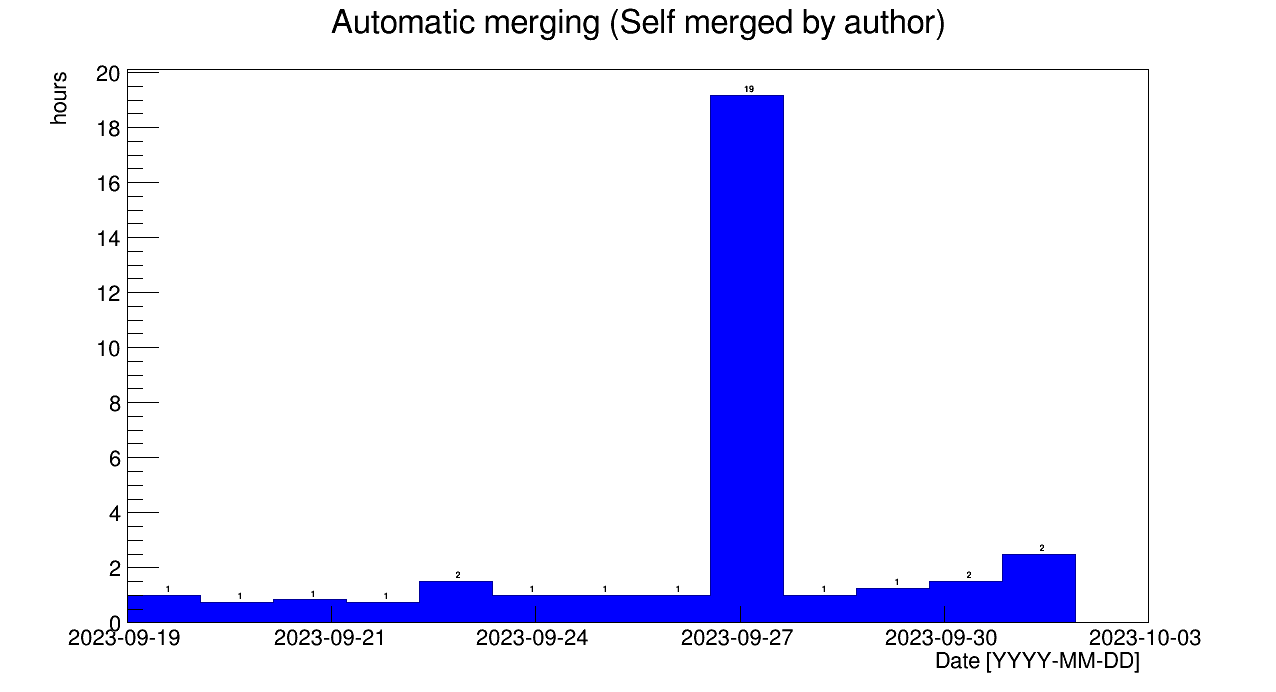 Automatic merging (Self merged by author)
hours
20
18
16
14
12
10
8
6
4
2
0
19
1 1 1 1 2 1 1 1 1 1 2 2
2023-09-19 2023-09-21 2023-09-24 2023-09-27 2023-09-30 2023-10-03
Date [YYYY-MM-DD]